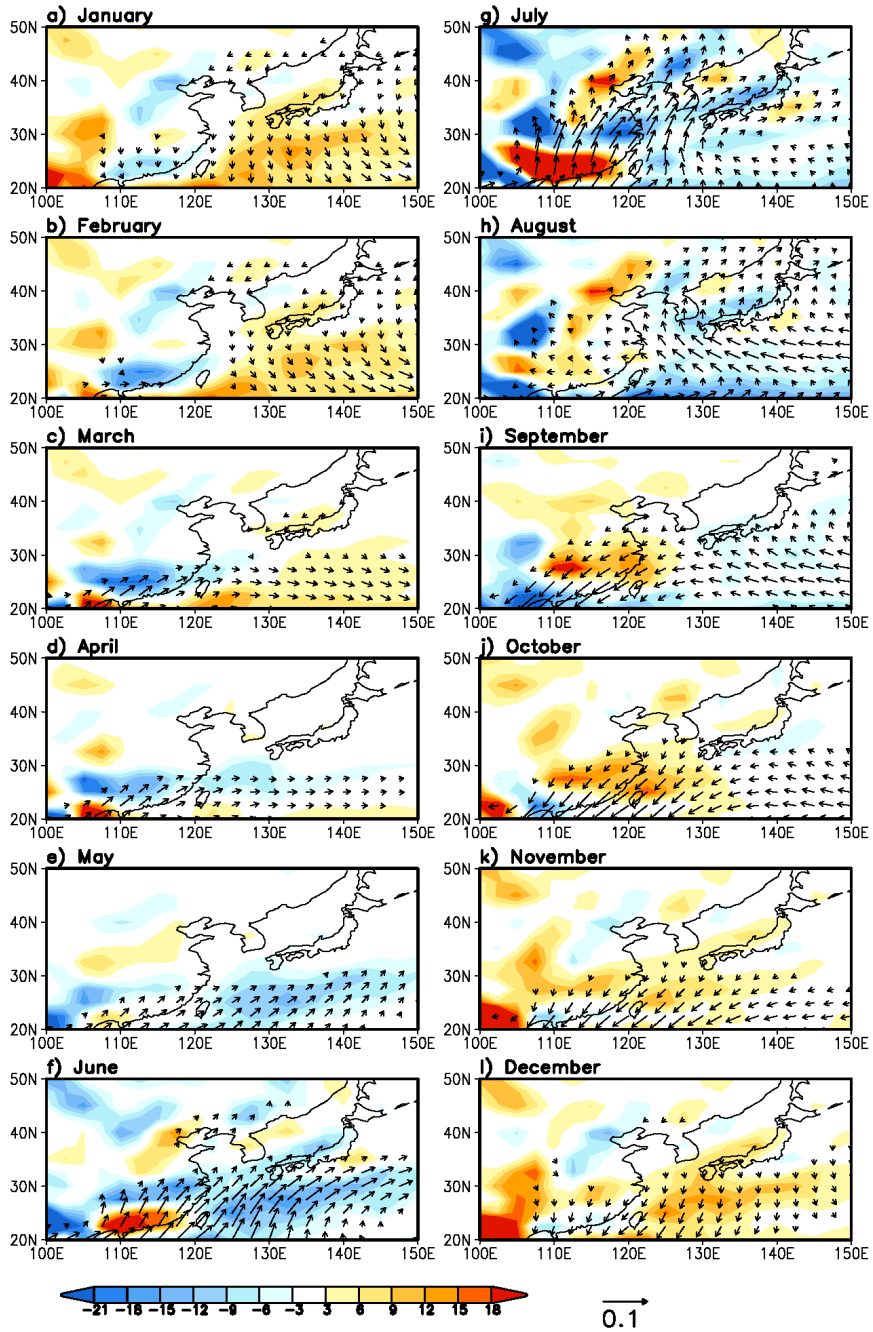 a) January
50N
40N
30N
20N
100E 110E 120E 130E 140E 150E
b) February
50N
40N
30N
20N
100E 110E 120E 130E 140E 150E
c) March
50N
40N
30N
20N
100E 110E 120E 130E 140E 150E
d) April
50N
40N
30N
20N
100E 110E 120E 130E 140E 150E
e) May
50N
40N
30N
20N
100E 110E 120E 130E 140E 150E
f) June
50N
40N
30N
20N
100E 110E 120E 130E 140E 150E
g) July
50N
40N
30N
20N
100E 110E 120E 130E 140E 150E
h) August
50N
40N
30N
20N
100E 110E 120E 130E 140E 150E
i) September
50N
40N
30N
20N
100E 110E 120E 130E 140E 150E
j) October
50N
40N
30N
20N
100E 110E 120E 130E 140E 150E
k) November
50N
40N
30N
20N
100E 110E 120E 130E 140E 150E
l) December
50N
40N
30N
20N
100E 110E 120E 130E 140E 150E
-21 -18 -15 -12 -9 -6 -3 3 6 9 12 15 18
0.1